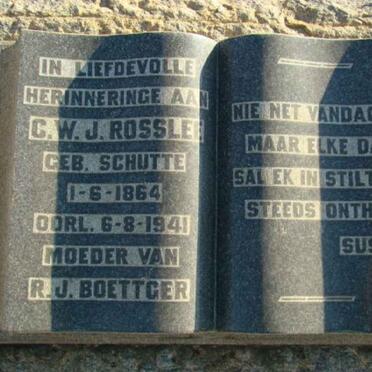 IN LIEFDEVOLLE
HERINNERINGE AAN
C.W.J. ROSSLEE
GEB. SCHUTTE
1-6-1864
OORL. 6-8-1941
MOEDER VAN
R.J. BOETTGER
NIE NET VANDAG
MAAR ELKE DA
SAL EK IN STILT
STEEDS ONTH
SUS